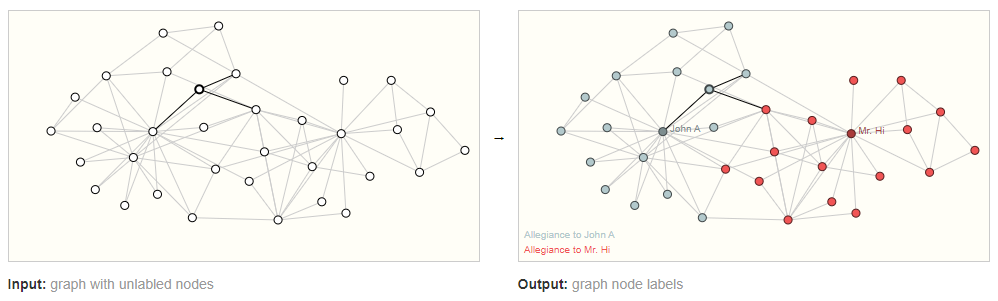 →
John A
Mr. Hi
Allegiance to John A
Allegiance to Mr. Hi
Input: graph with unlabled nodes
Output: graph node labels